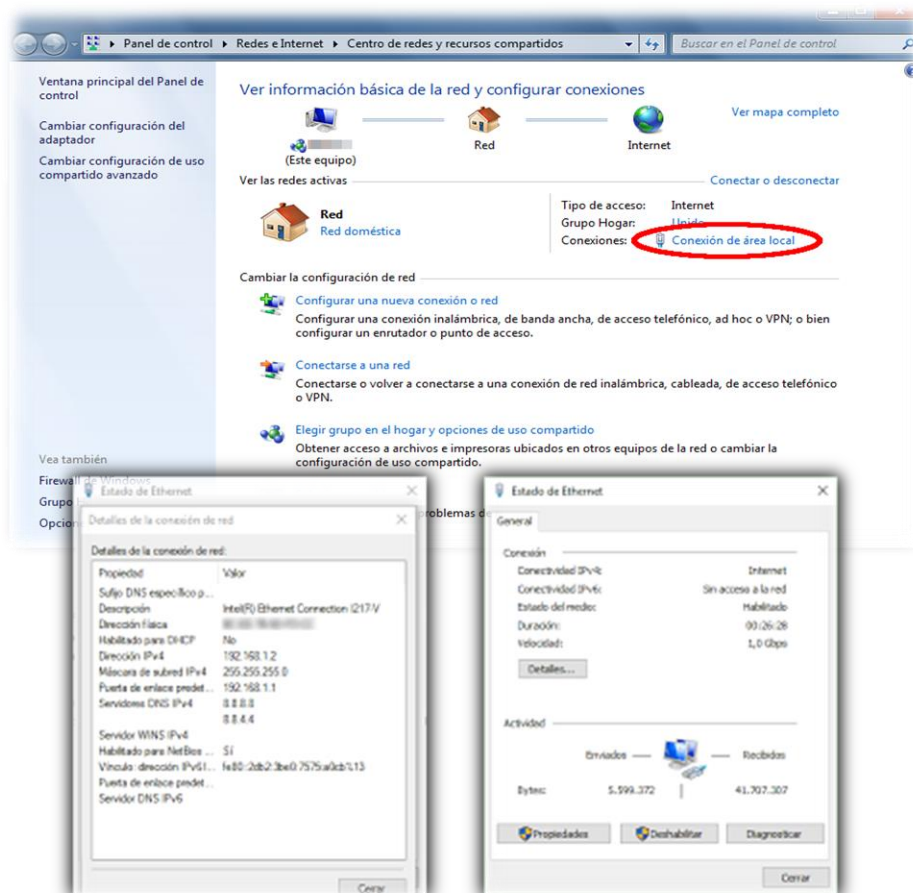 Panel de control ▸ Redes e Internet ▸ Centro de redes y recursos compartidos
Buscar en el Panel de control
Ventana principal del Panel de
control
Cambiar configuración del
adaptador
Cambiar configuración de uso
compartido avanzado
Vea también
Firewall de Windows
Grupo
Opcion
Ver información básica de la red y configurar conexiones
Ver mapa completo
(Este equipo)
Red
Internet
Ver las redes activas
Conectar o desconectar
Red
Red doméstica
Tipo de acceso: Internet
Grupo Hogar: Unido
Conexiones: Conexión de área local
Cambiar la configuración de red
Configurar una nueva conexión o red
Configurar una conexión inalámbrica, de banda ancha, de acceso telefónico, ad hoc o VPN; o bien
configurar un enrutador o punto de acceso.
Conectarse a una red
Conectarse o volver a conectarse a una conexión de red inalámbrica, cableada, de acceso telefónico
o VPN.
Elegir grupo en el hogar y opciones de uso compartido
Obtener acceso a archivos e impresoras ubicados en otros equipos de la red o cambiar la
configuración de uso compartido.
problemas d
Estado de Ethernet
Detalles de la conexión de red
Detalles de la conexión de red:
Propiedad Valor
Sufijo DNS específico p...
Descripción Intel(R) Ethernet Connection I217-V
Dirección física
Habilitado para DHCP No
Dirección IPv4 192.168.1.2
Máscara de subred IPv4 255.255.255.0
Puerta de enlace predet... 192.168.1.1
Servidores DNS IPv4 8.8.8.8
8.8.4.4
Servidor WINS IPv4
Habilitado para NetBios ... Sí
Vínculo: dirección IPv6 l... fe80::2db2:3be0:7575:a0cb%13
Puerta de enlace predet...
Servidor DNS IPv6
Cerrar
Estado de Ethernet
General
Conexión
Conectividad IPv4: Internet
Conectividad IPv6: Sin acceso a la red
Estado del medio: Habilitado
Duración: 00:26:28
Velocidad: 1,0 Gbps
Detalles...
Actividad
Enviados — Recibidos
Bytes: 5.599.372 41.707.307
Propiedades
Deshabilitar
Diagnosticar
Cerrar